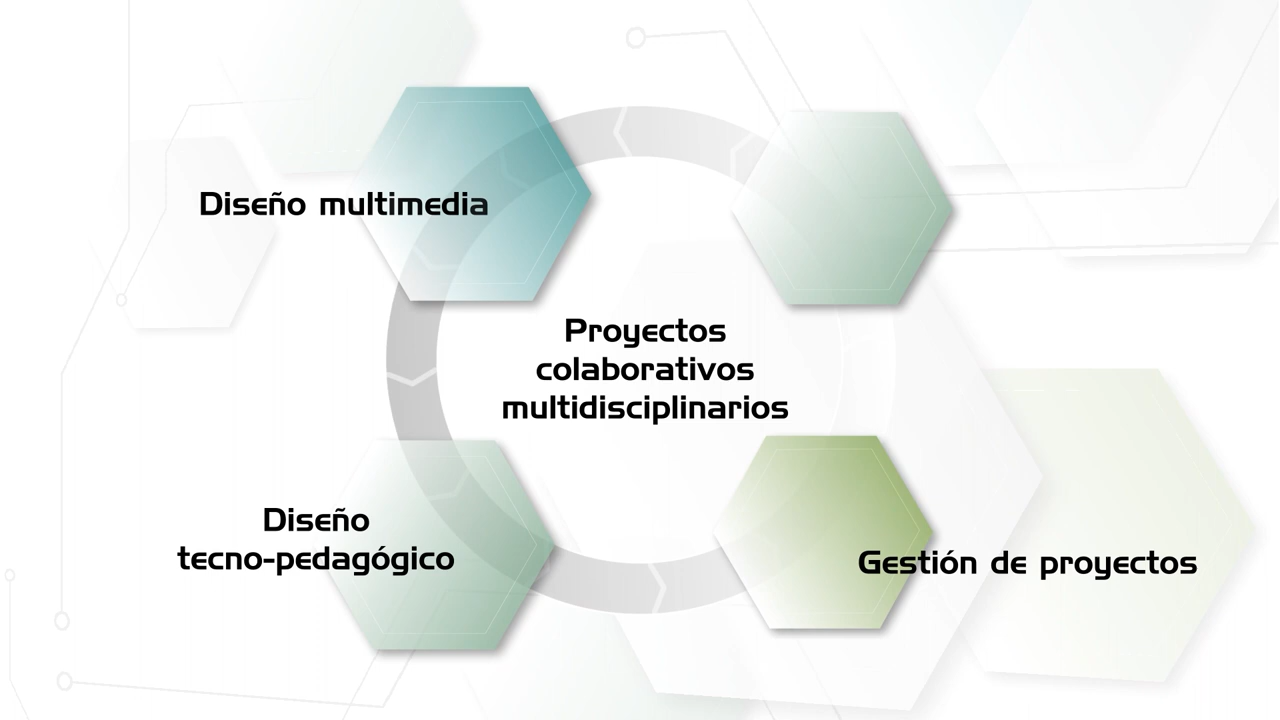 Diseño multimedia
Proyectos
colaborativos
multidisciplinarios
Diseño
tecno-pedagógico
Gestión de proyectos